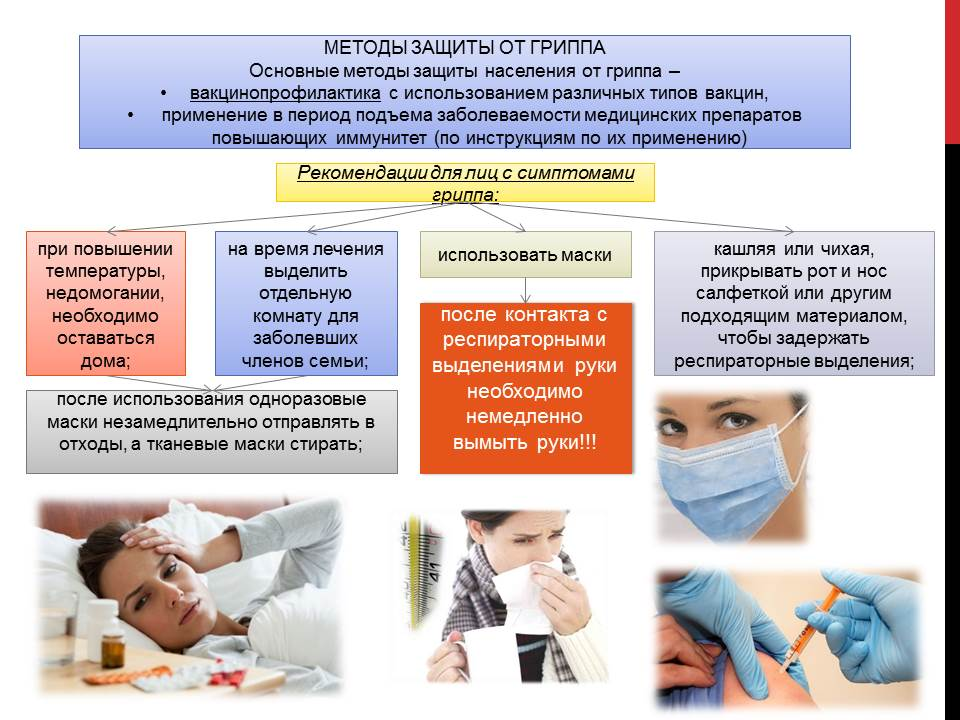 МЕТОДЫ ЗАЩИТЫ ОТ ГРИППА
Основные методы защиты населения от гриппа –
• вакцинопрофилактика с использованием различных типов вакцин,
• применение в период подъема заболеваемости медицинских препаратов
повышающих иммунитет (по инструкциям по их применению)
Рекомендации для лиц с симптомами
гриппа:
при повышении
температуры,
недомогании,
необходимо
оставаться
дома;
на время лечения
выделить
отдельную
комнату для
заболевших
членов семьи;
использовать маски
кашляя или чихая,
прикрывать рот и нос
салфеткой или другим
подходящим материалом,
чтобы задержать
респираторные выделения;
после использования одноразовые
маски незамедлительно отправлять в
отходы, а тканевые маски стирать;
после контакта с
респираторными
выделениями руки
необходимо
немедленно
вымыть руки!!!